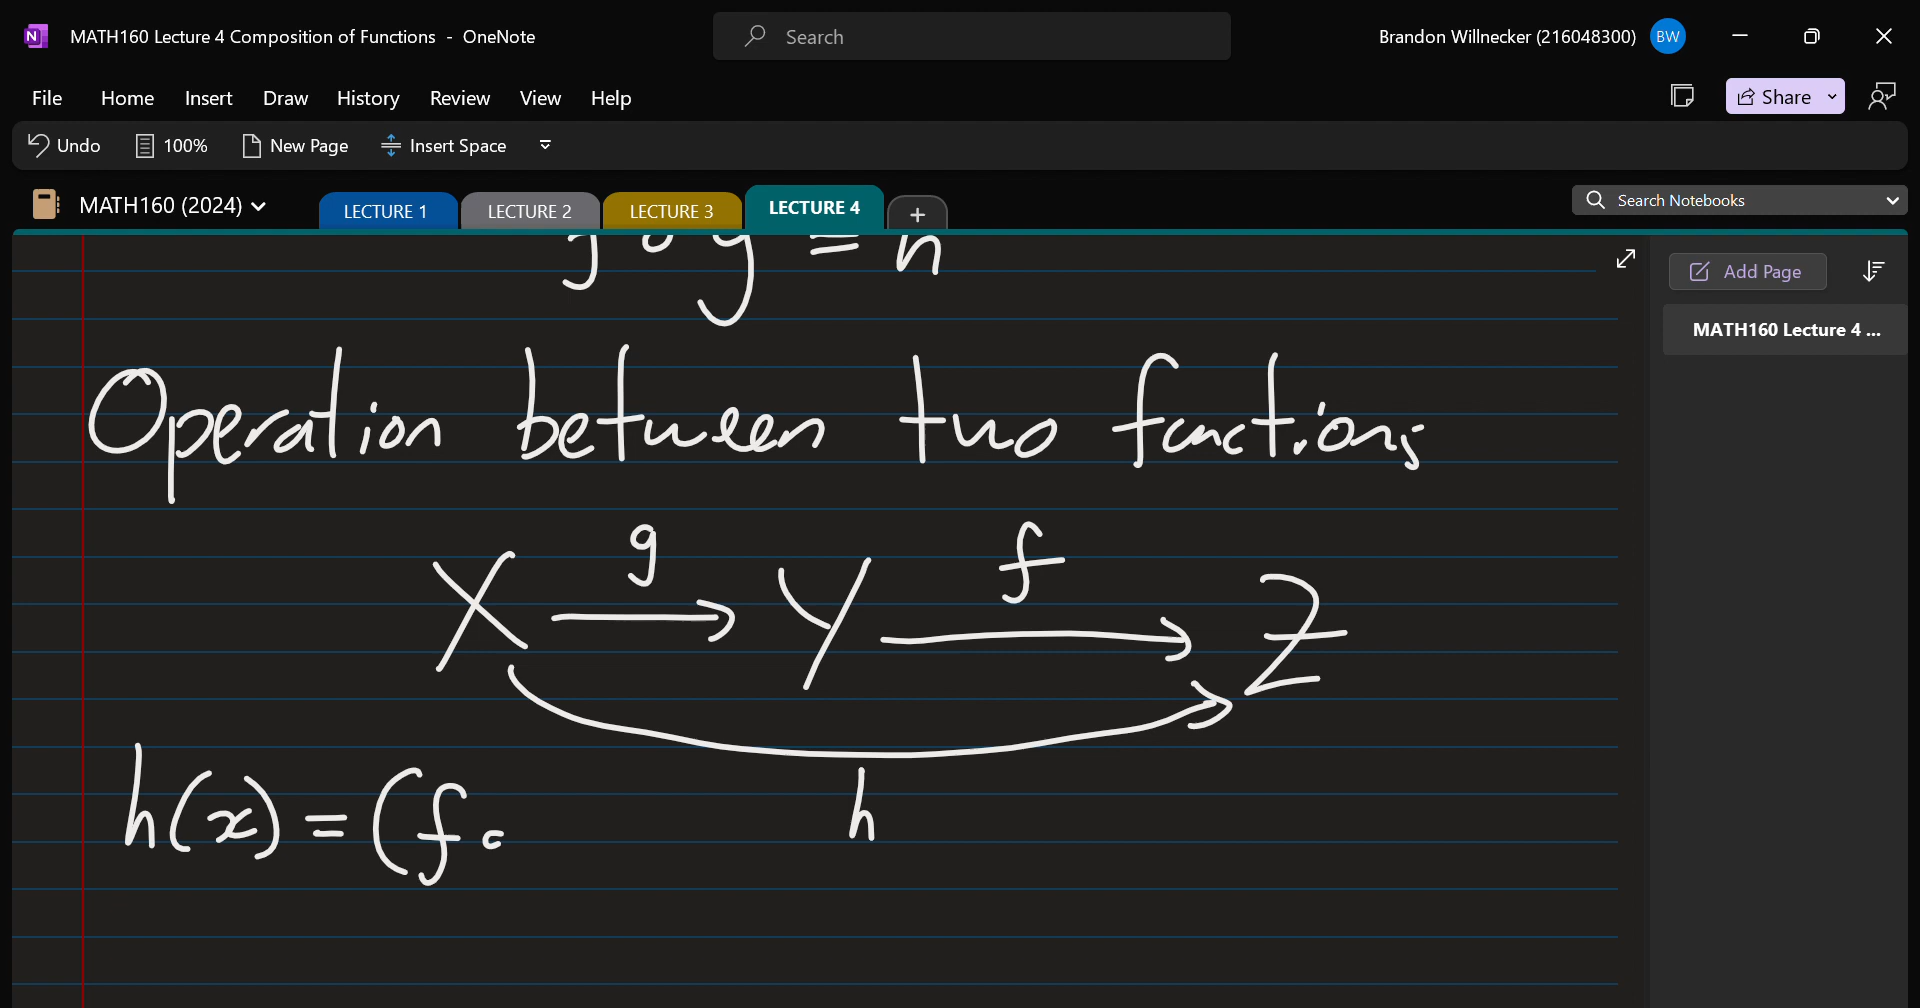 MATH160 Lecture 4 Composition of Functions - OneNote
Search
Brandon Willnecker (216048300) BW
File Home Insert Draw History Review View Help
Share
Undo 100% New Page Insert Space
MATH160 (2024)
LECTURE 1 LECTURE 2 LECTURE 3 LECTURE 4 +
Search Notebooks
Add Page
MATH160 Lecture 4 ...
= h
Operation between two functions
g f
X → Y → Z
h(x) = (f∘
h